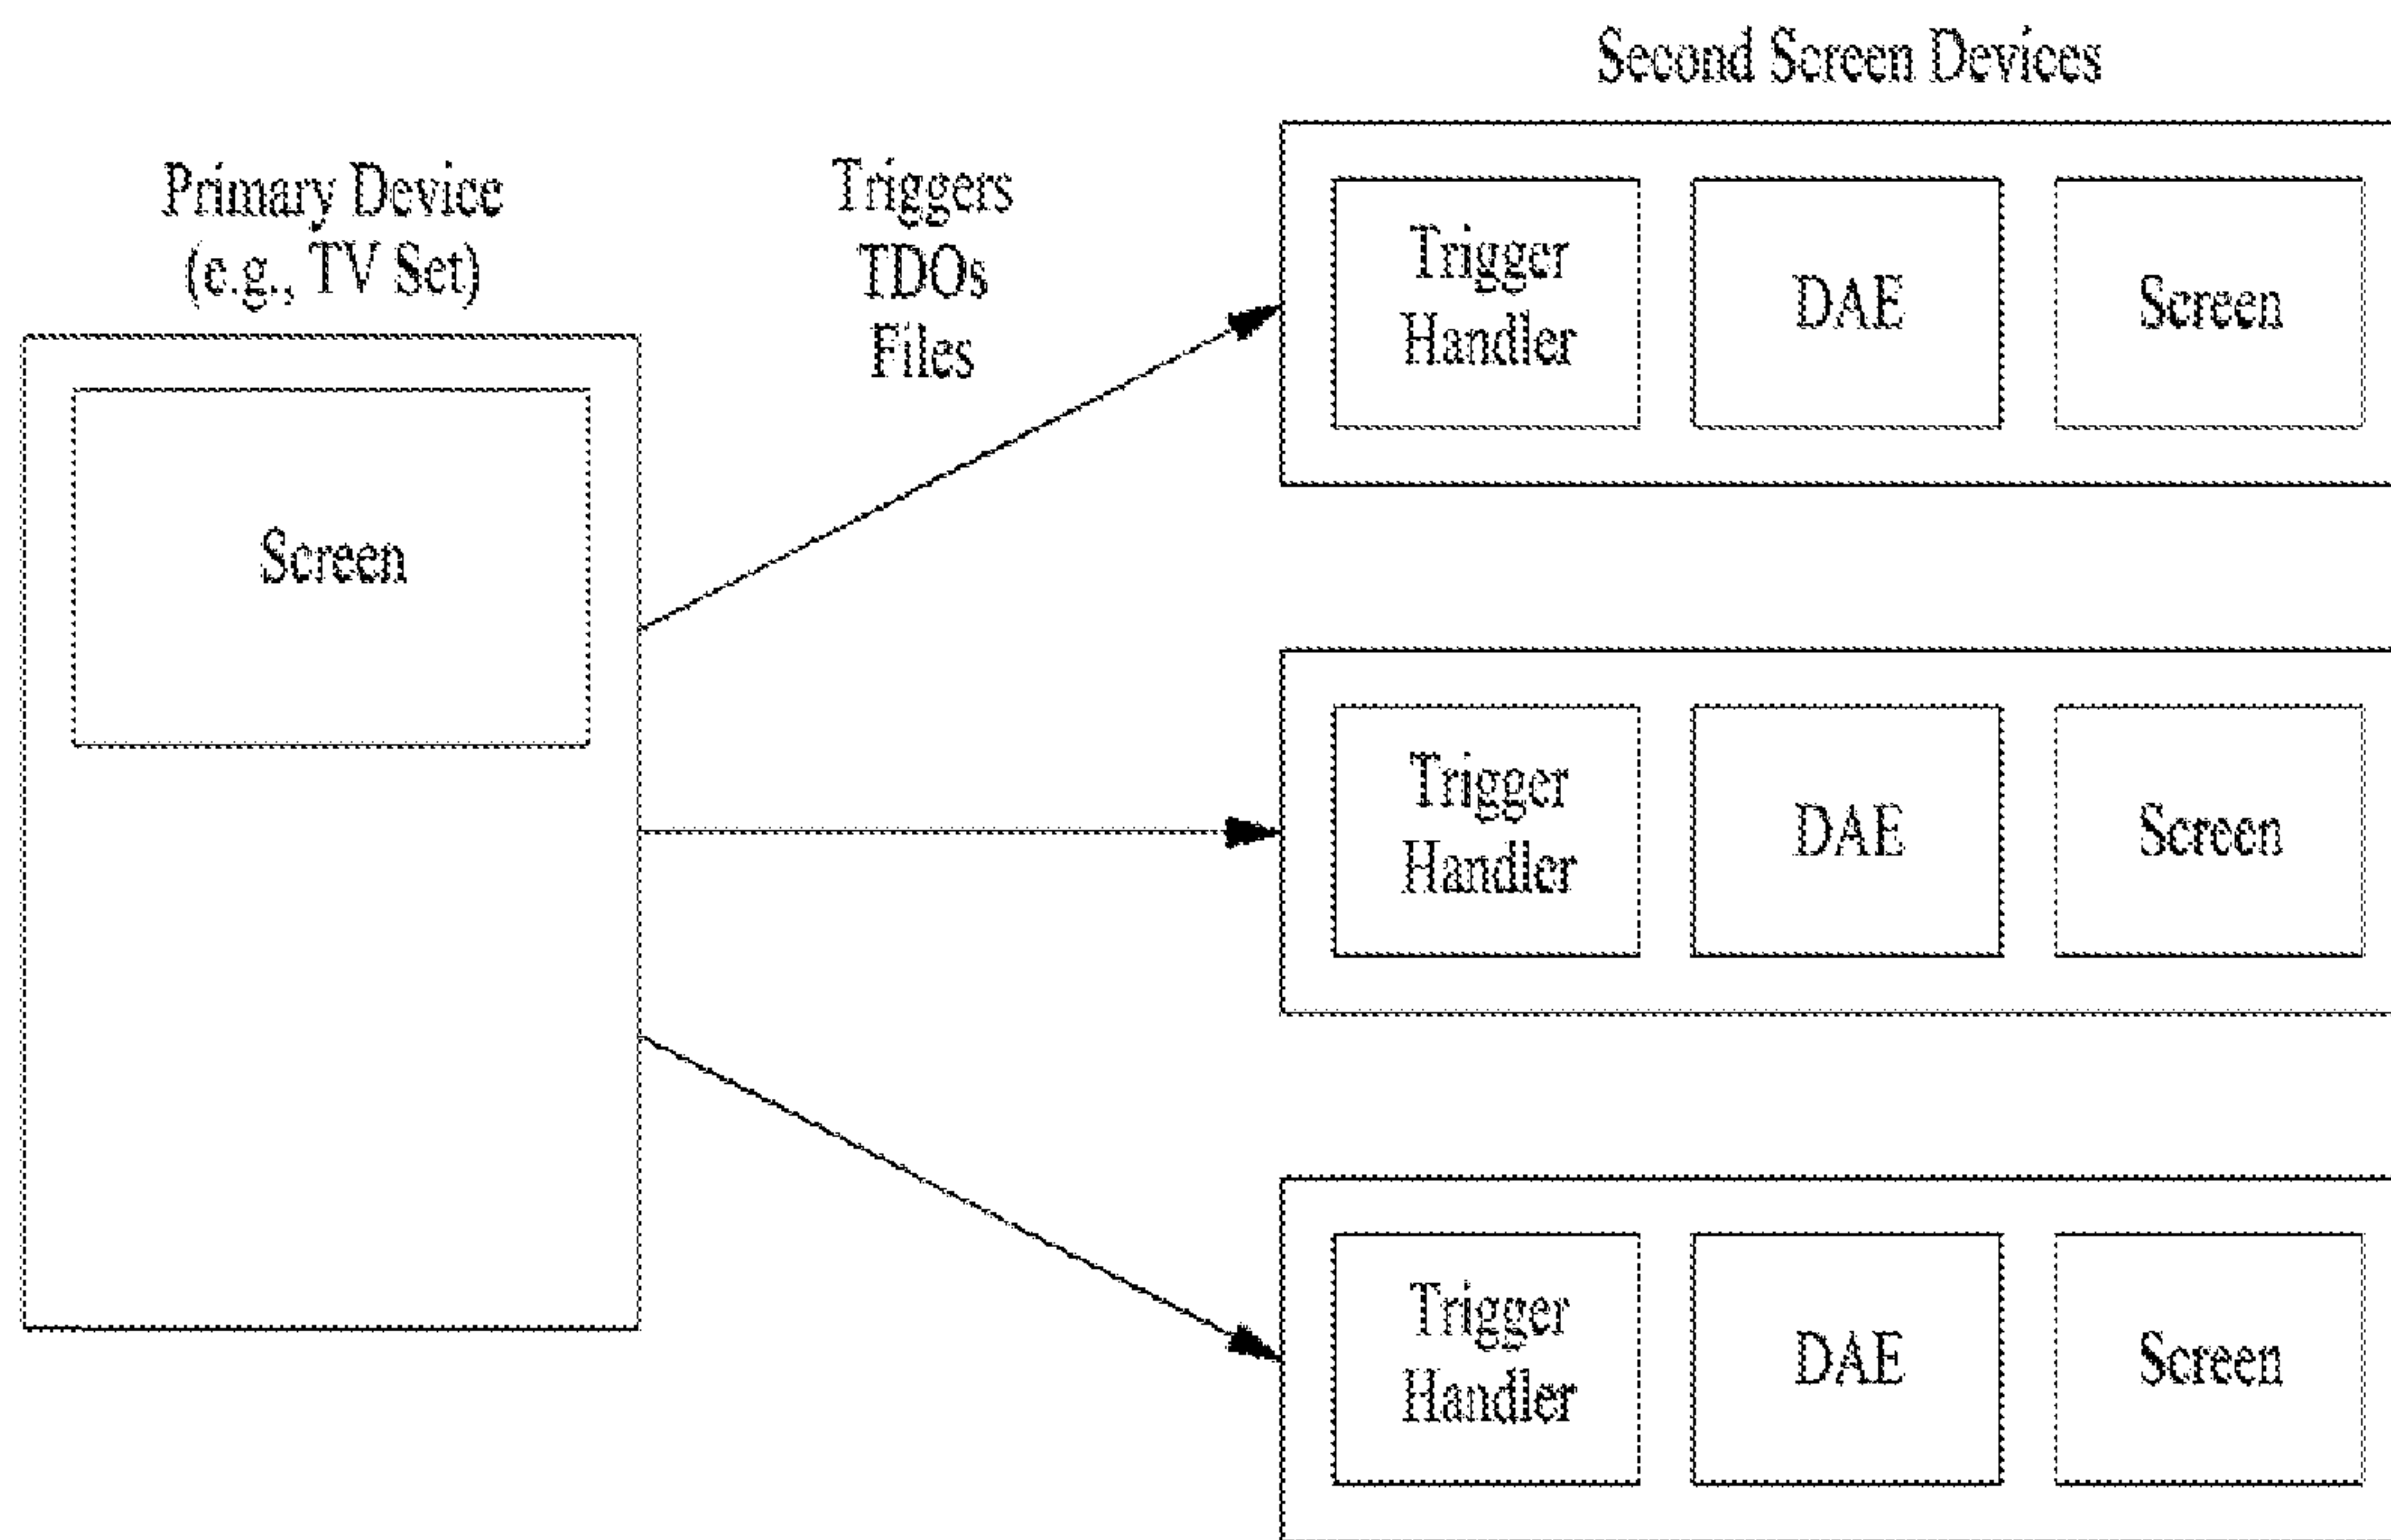 Second Screen Devices
Primary Device
(e.g., TV Set)
Triggers
TDOs
Files
Screen
Trigger
Handler
DAE
Screen
Trigger
Handler
DAE
Screen
Trigger
Handler
DAE
Screen